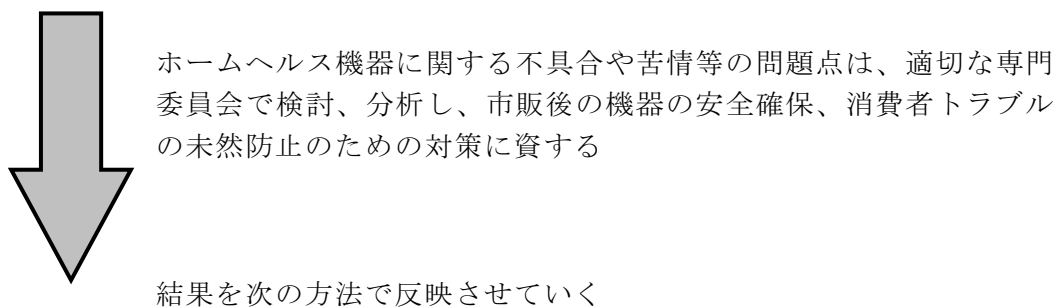 ホームヘルス機器に関する不具合や苦情等の問題点は、適切な専門
委員会で検討、分析し、市販後の機器の安全確保、消費者トラブル
の未然防止のための対策に資する
結果を次の方法で反映させていく